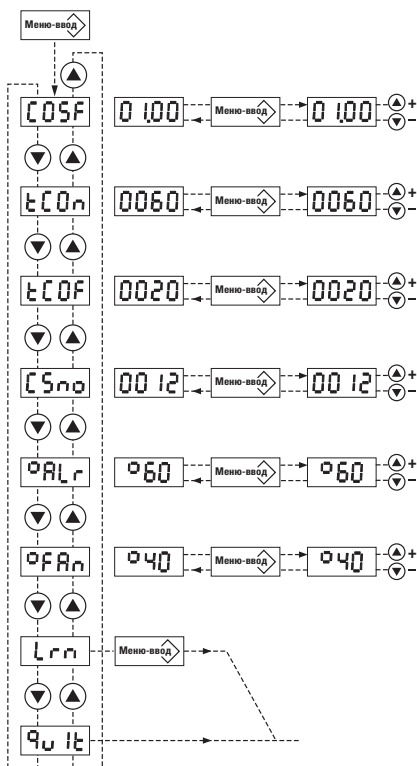 Меню-ввод
COSF 01.00 Меню-ввод 01.00 + −
tCOn 0060 Меню-ввод 0060 + −
tCOF 0020 Меню-ввод 0020 + −
CSno 0012 Меню-ввод 0012 + −
°ALr °60 Меню-ввод °60 + −
°FAn °40 Меню-ввод °40 + −
Lrn Меню-ввод
quIt